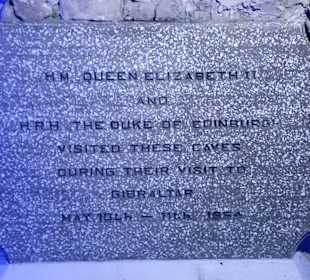 H.M. QUEEN ELIZABETH II
AND
H.R.H. THE DUKE OF EDINBURGH
VISITED THESE CAVES
DURING THEIR VISIT TO
GIBRALTAR
MAY 10th — 11th 1954